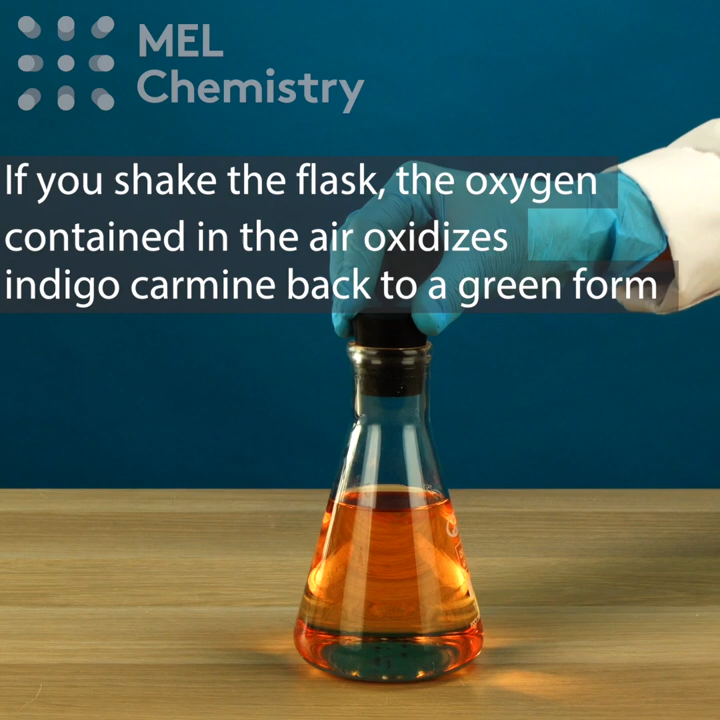 MEL
Chemistry
If you shake the flask, the oxygen
contained in the air oxidizes
indigo carmine back to a green form